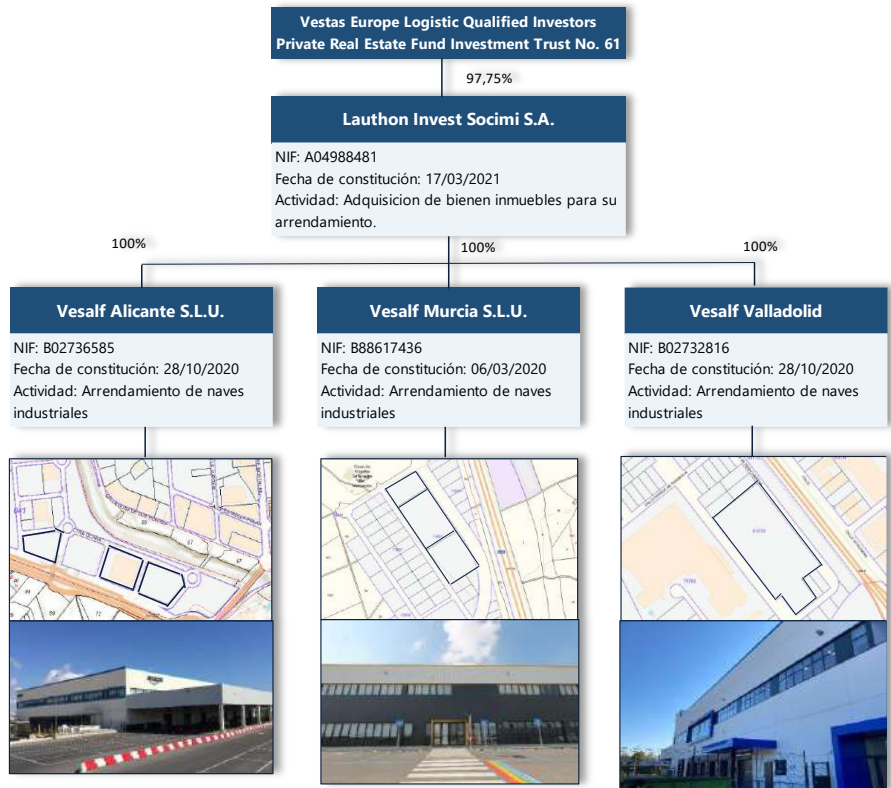 Vestas Europe Logistic Qualified Investors
Private Real Estate Fund Investment Trust No. 61
97,75%
Lauthon Invest Socimi S.A.
NIF: A04988481
Fecha de constitución: 17/03/2021
Actividad: Adquisicion de bienen inmuebles para su
arrendamiento.
100%
100%
100%
Vesalf Alicante S.L.U.
NIF: B02736585
Fecha de constitución: 28/10/2020
Actividad: Arrendamiento de naves
industriales
Vesalf Murcia S.L.U.
NIF: B88617436
Fecha de constitución: 06/03/2020
Actividad: Arrendamiento de naves
industriales
Vesalf Valladolid
NIF: B02732816
Fecha de constitución: 28/10/2020
Actividad: Arrendamiento de naves
industriales